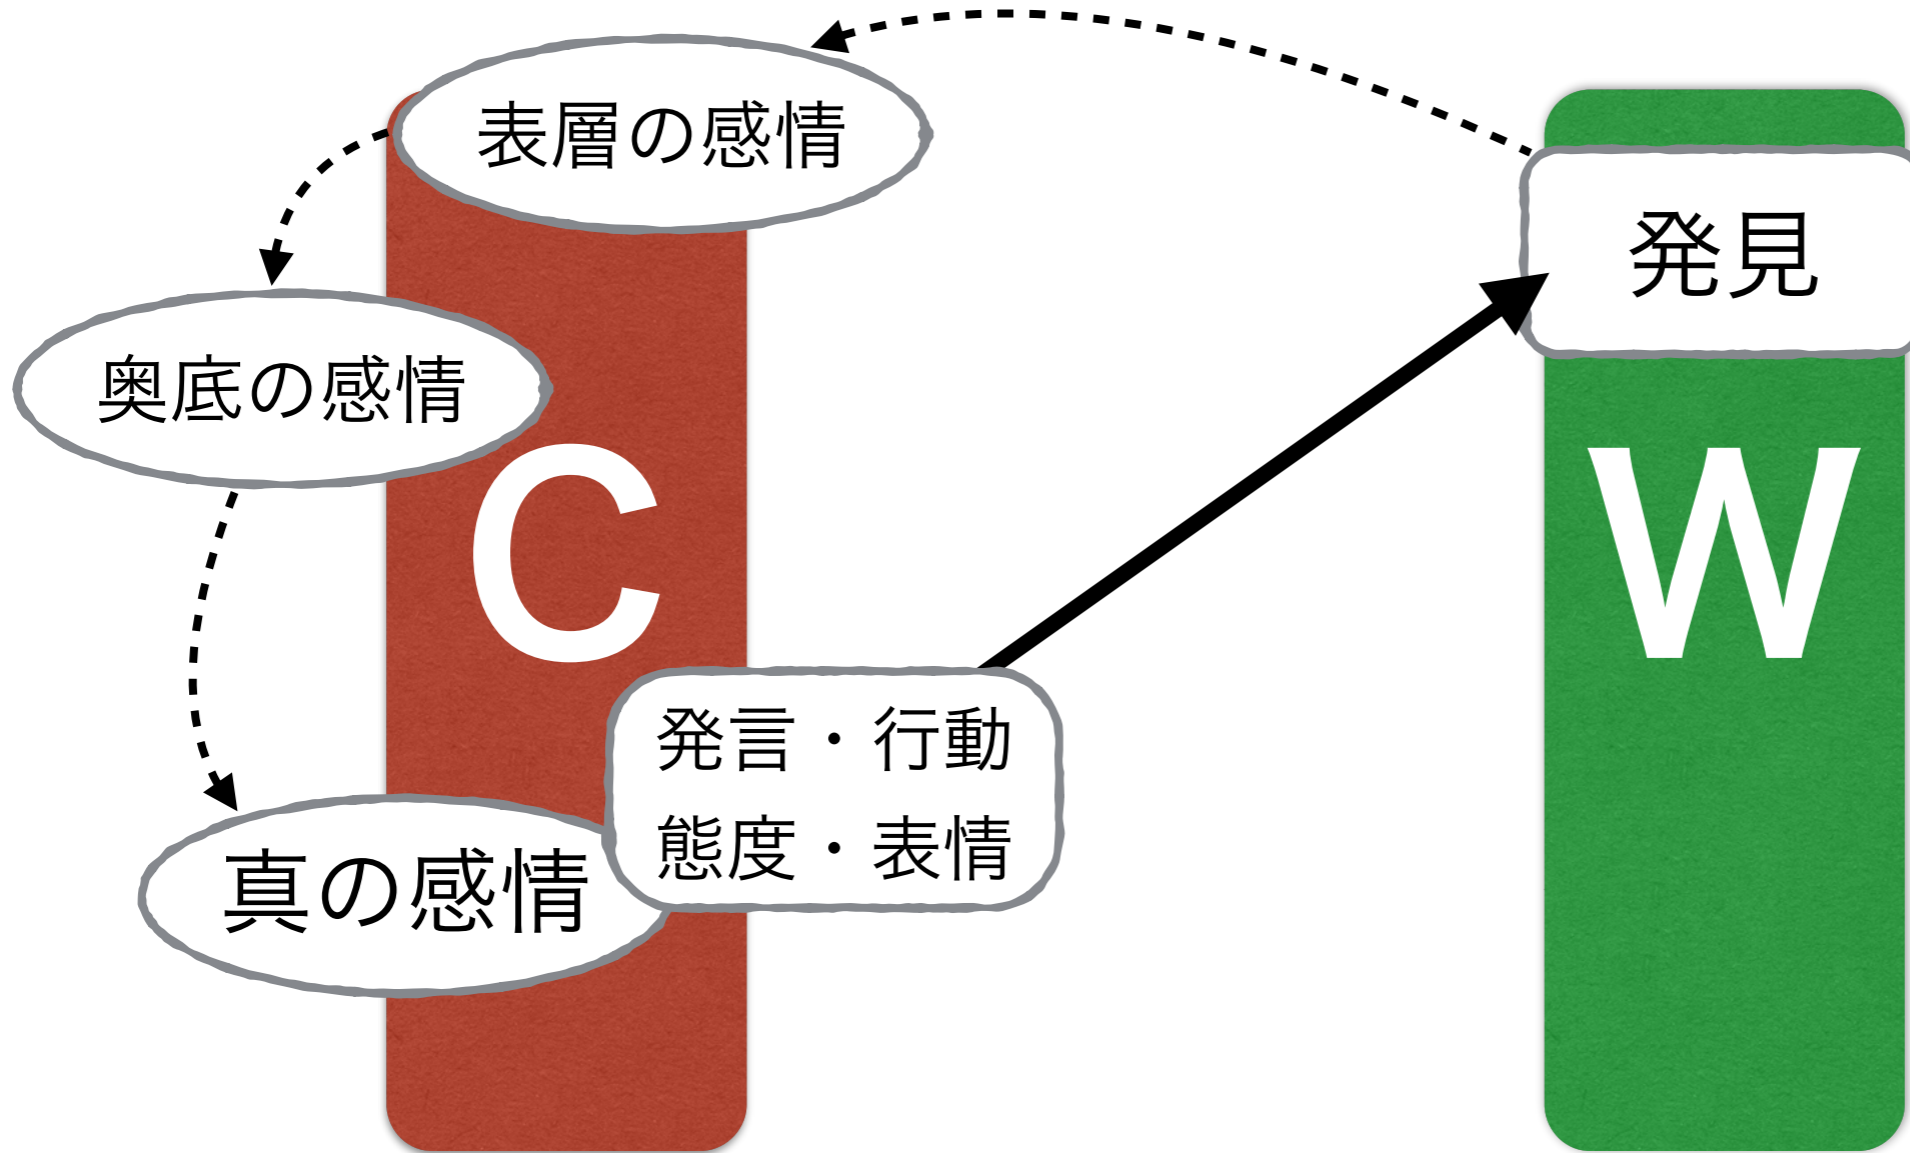 表層の感情
発見
奥底の感情
C
W
発言・行動
態度・表情
真の感情